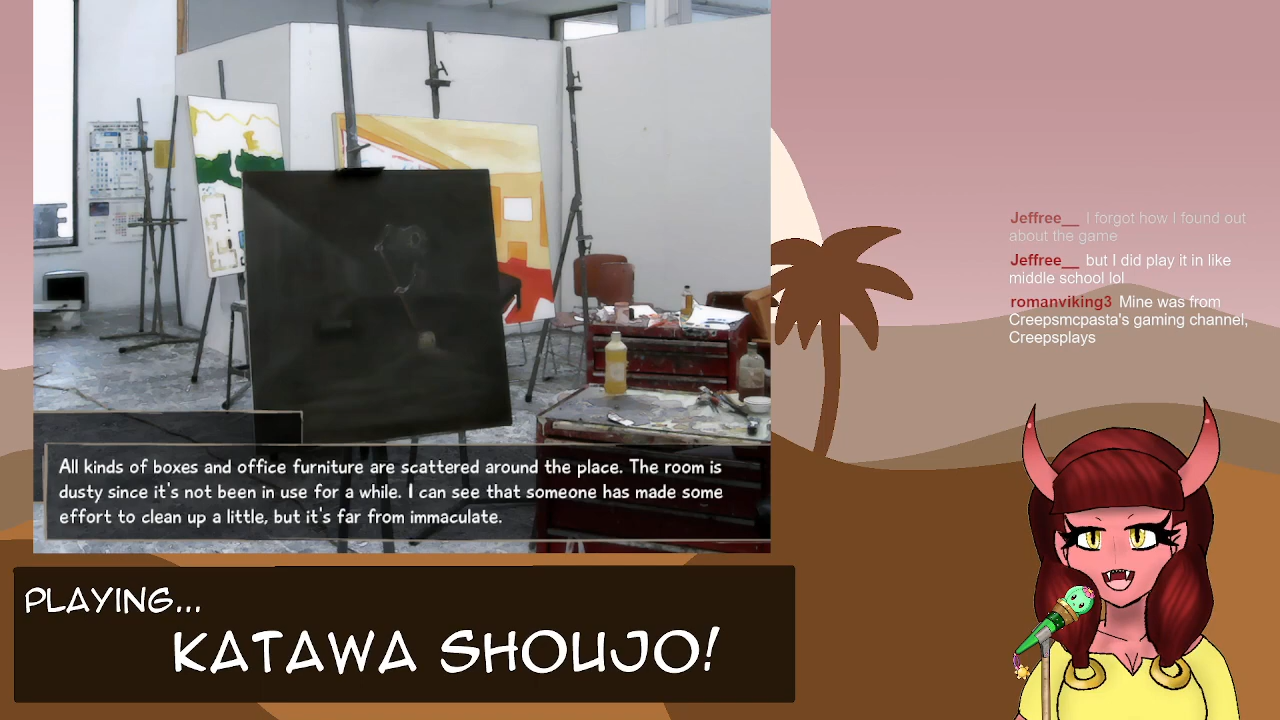 All kinds of boxes and office furniture are scattered around the place. The room is
dusty since it's not been in use for a while. I can see that someone has made some
effort to clean up a little, but it's far from immaculate.
PLAYING...
KATAWA SHOUJO!
Jeffree__ I forgot how I found out
about the game
Jeffree__ but I did play it in like
middle school lol
romanviking3 Mine was from
Creepsmcpasta's gaming channel,
Creepsplays